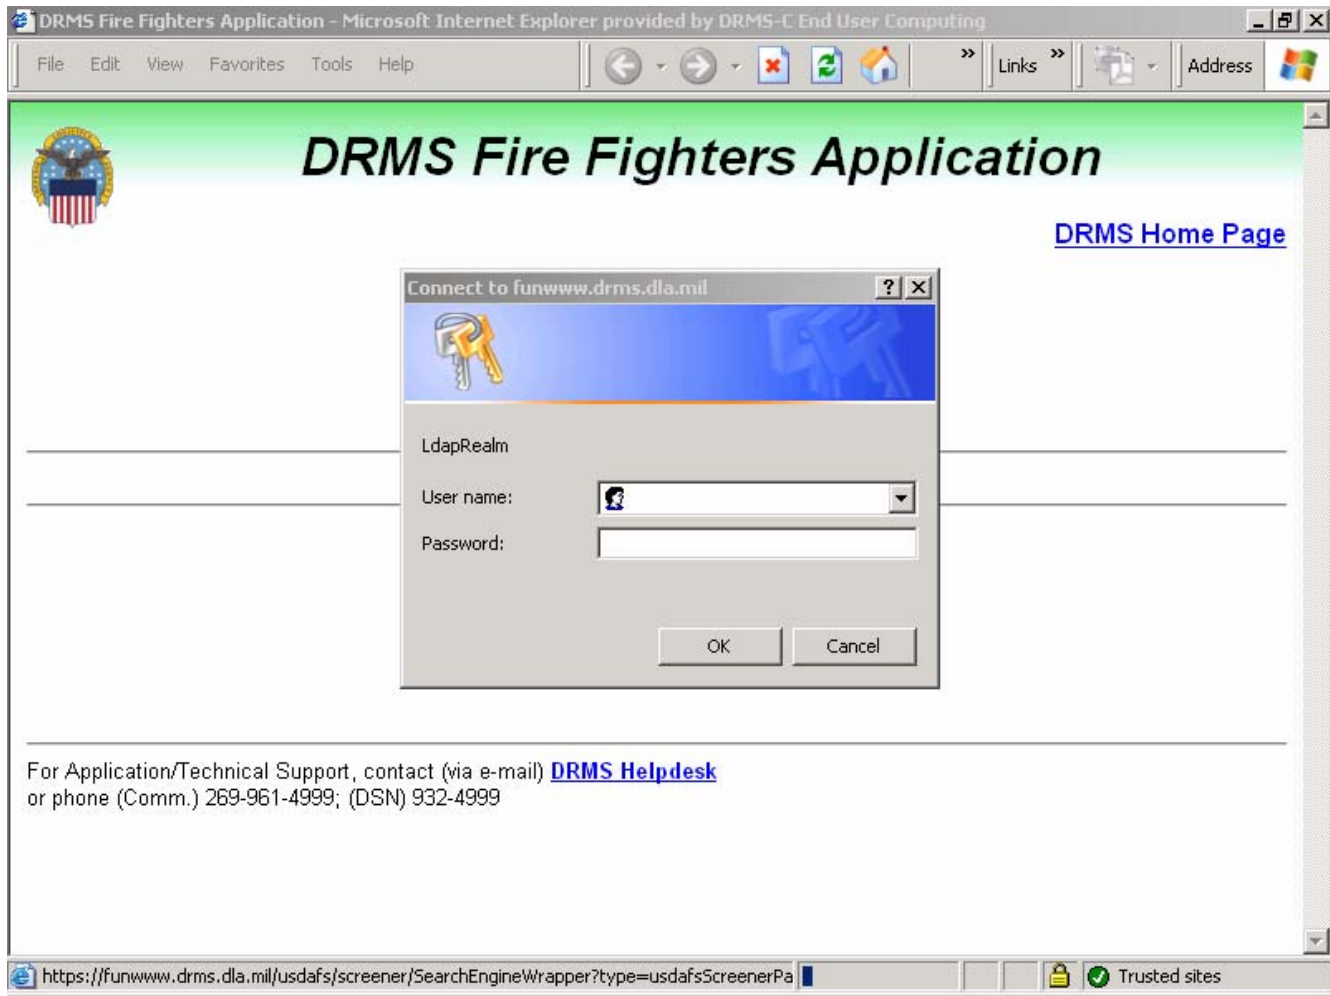 DRMS Fire Fighters Application - Microsoft Internet Explorer provided by DRMS-C End User Computing
File Edit View Favorites Tools Help » Links » Address
DRMS Fire Fighters Application
DRMS Home Page
Connect to funwww.drms.dla.mil
LdapRealm
User name:
Password:
OK Cancel
For Application/Technical Support, contact (via e-mail) DRMS Helpdesk
or phone (Comm.) 269-961-4999; (DSN) 932-4999
https://funwww.drms.dla.mil/usdafs/screener/SearchEngineWrapper?type=usdafsScreenerPa Trusted sites